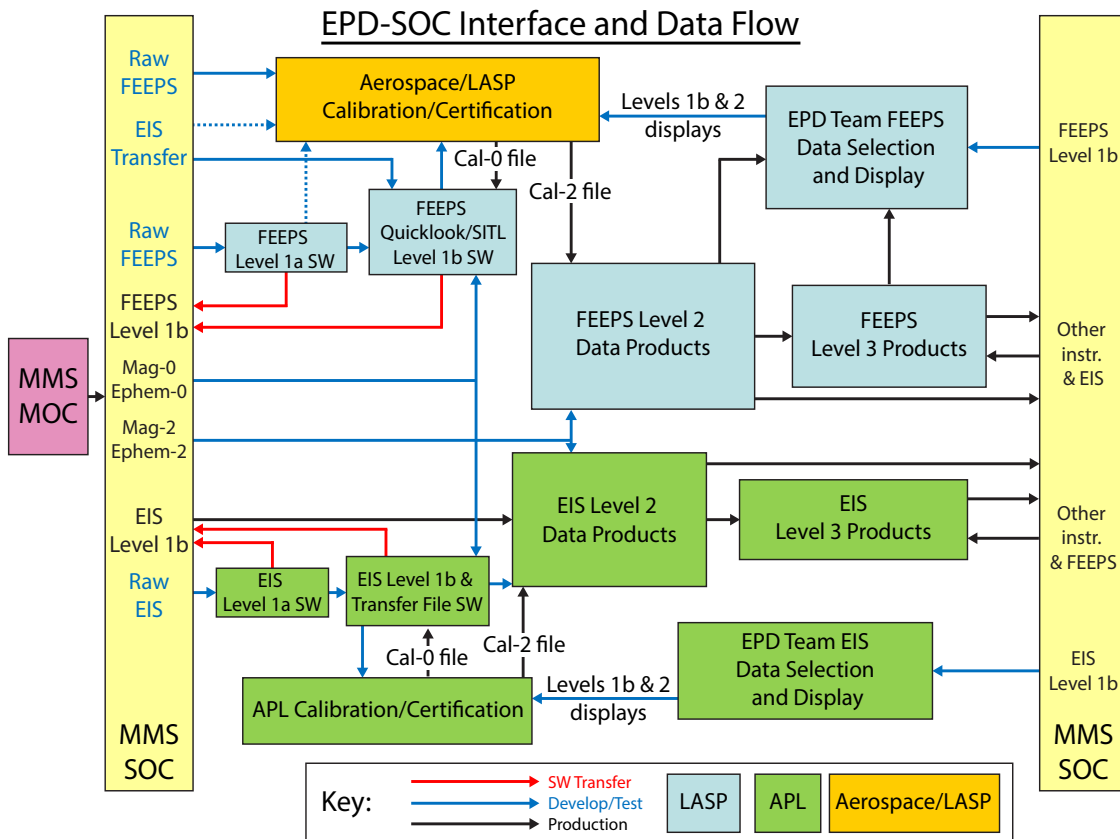 EPD-SOC Interface and Data Flow
Raw
FEEPS
EIS
Transfer
Raw
FEEPS
FEEPS
Level 1b
Mag-0
Ephem-0
Mag-2
Ephem-2
EIS
Level 1b
Raw
EIS
MMS
SOC
MMS
MOC
Aerospace/LASP
Calibration/Certification
Levels 1b & 2
displays
EPD Team FEEPS
Data Selection
and Display
FEEPS
Level 1b
Cal-0 file
Cal-2 file
FEEPS
Level 1a SW
FEEPS
Quicklook/SITL
Level 1b SW
FEEPS Level 2
Data Products
FEEPS
Level 3 Products
Other
instr.
& EIS
EIS Level 2
Data Products
EIS
Level 3 Products
Other
instr.
& FEEPS
EIS
Level 1a SW
EIS Level 1b &
Transfer File SW
Cal-0 file
Cal-2 file
APL Calibration/Certification
Levels 1b & 2
displays
EPD Team EIS
Data Selection
and Display
EIS
Level 1b
MMS
SOC
Key:
SW Transfer
Develop/Test
Production
LASP
APL
Aerospace/LASP